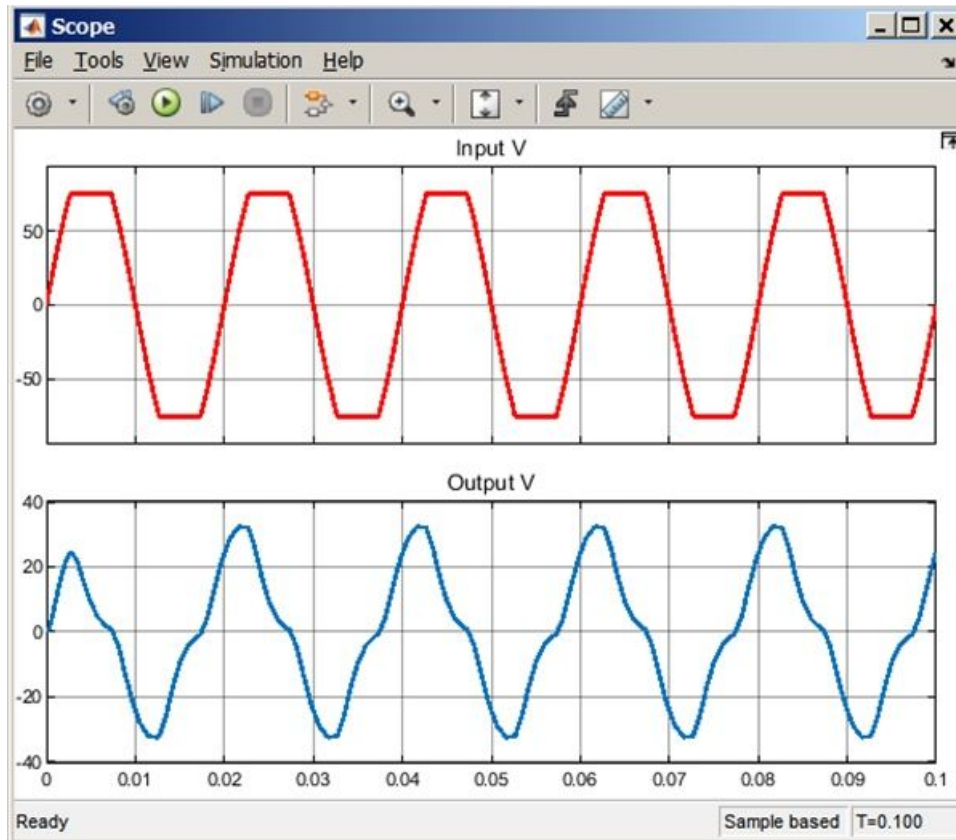 Scope
File Tools View Simulation Help
Input V
50
0
-50
Output V
40
20
0
-20
-40
0 0.01 0.02 0.03 0.04 0.05 0.06 0.07 0.08 0.09 0.1
Ready Sample based T=0.100